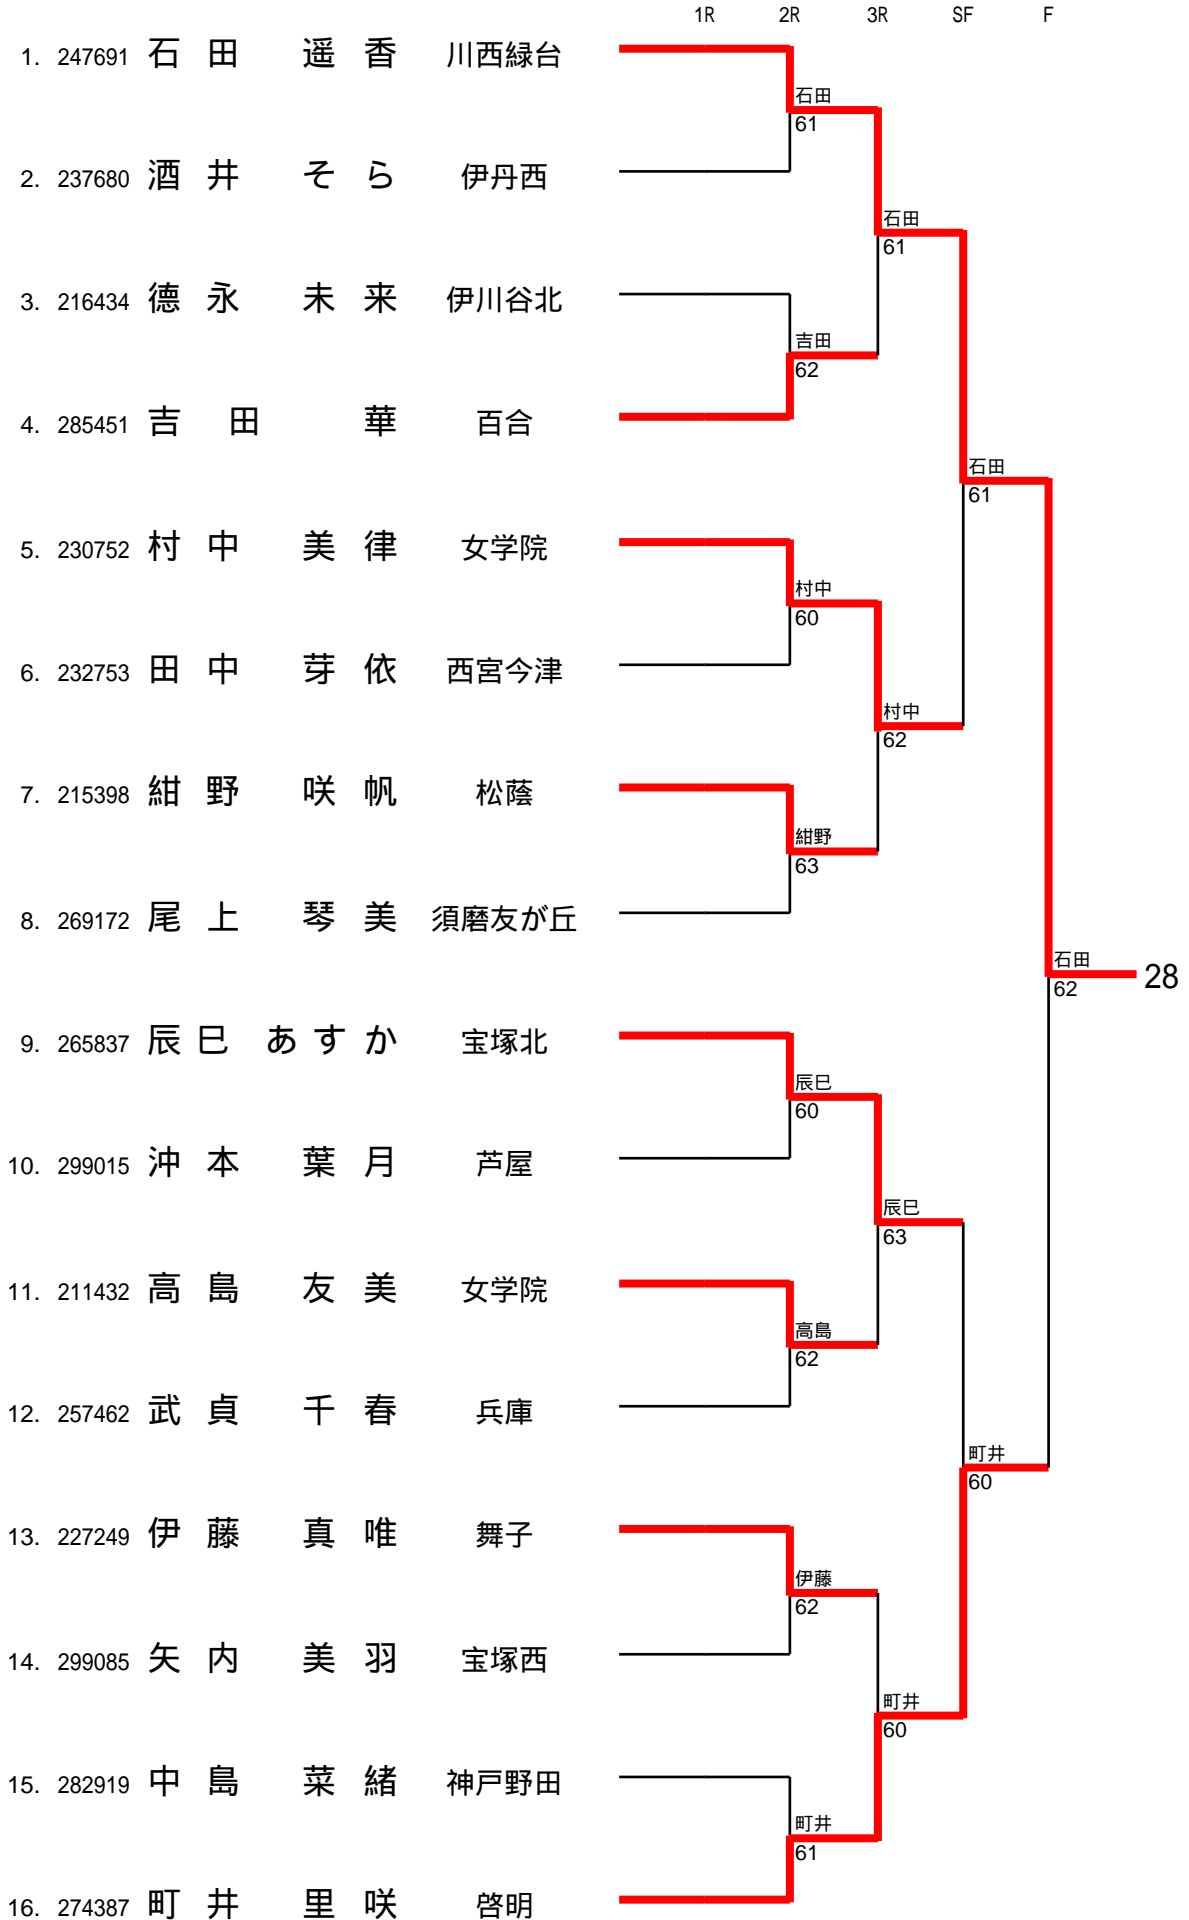 1R 2R 3R SF F
1. 247691 石田 遥香 川西緑台
石田
61
2. 237680 酒井 そら 伊丹西
石田
61
3. 216434 德永 未来 伊川谷北
吉田
62
4. 285451 吉田 華 百合
石田
61
5. 230752 村中 美律 女学院
村中
60
6. 232753 田中 芽依 西宮今津
村中
62
7. 215398 紺野 咲帆 松蔭
紺野
63
8. 269172 尾上 琴美 須磨友が丘
石田
62
28
9. 265837 辰巳 あすか 宝塚北
辰巳
60
10. 299015 沖本 葉月 芦屋
辰巳
63
11. 211432 高島 友美 女学院
高島
62
12. 257462 武貞 千春 兵庫
町井
60
13. 227249 伊藤 真唯 舞子
伊藤
62
14. 299085 矢内 美羽 宝塚西
町井
60
15. 282919 中島 菜緒 神戸野田
町井
61
16. 274387 町井 里咲 啓明